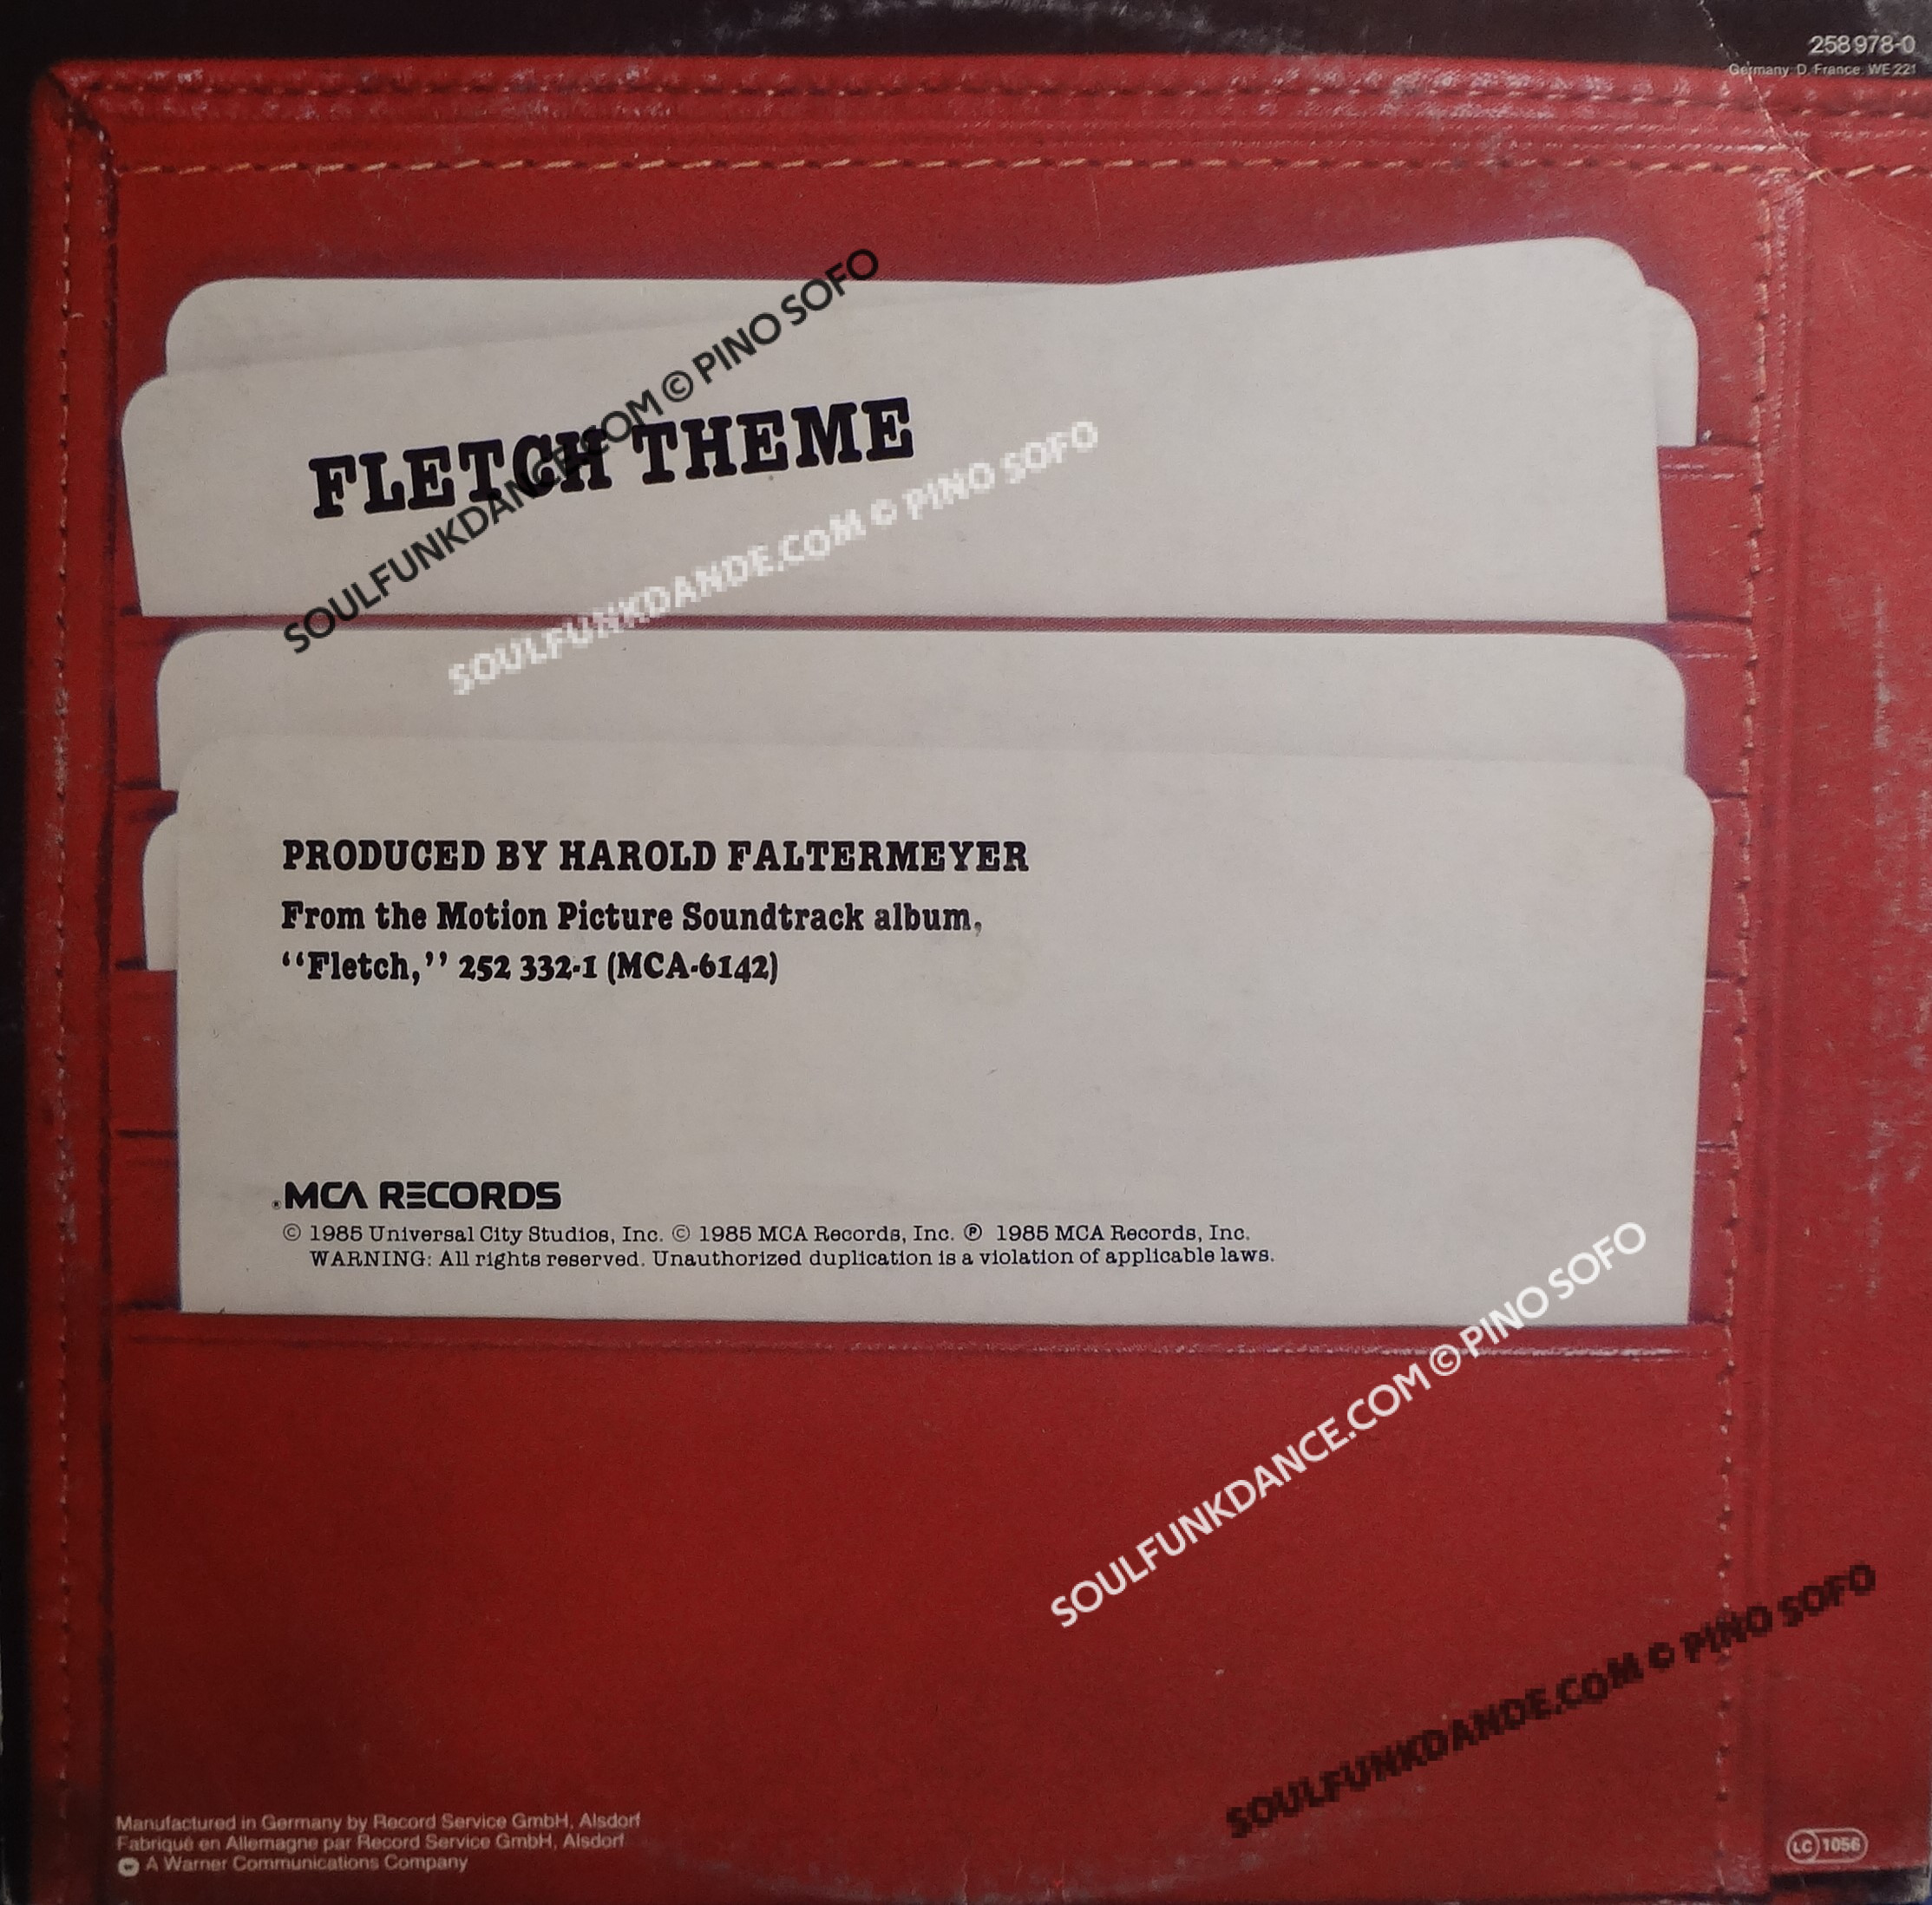 258 978-0
Germany: D, France: WE 221
SOULFUNKDANCE.COM © PINO SOFO
FLETCH THEME
SOULFUNKDANDE.COM © PINO SOFO
PRODUCED BY HAROLD FALTERMEYER
From the Motion Picture Soundtrack album,
“Fletch,” 252 332-1 (MCA-6142)
MCA RECORDS
© 1985 Universal City Studios, Inc. © 1985 MCA Records, Inc. ℗ 1985 MCA Records, Inc.
WARNING: All rights reserved. Unauthorized duplication is a violation of applicable laws.
SOULFUNKDANCE.COM © PINO SOFO
SOULFUNKDANDE.COM © PINO SOFO
Manufactured in Germany by Record Service GmbH, Alsdorf
Fabriqué en Allemagne par Record Service GmbH, Alsdorf
A Warner Communications Company
LC 1056